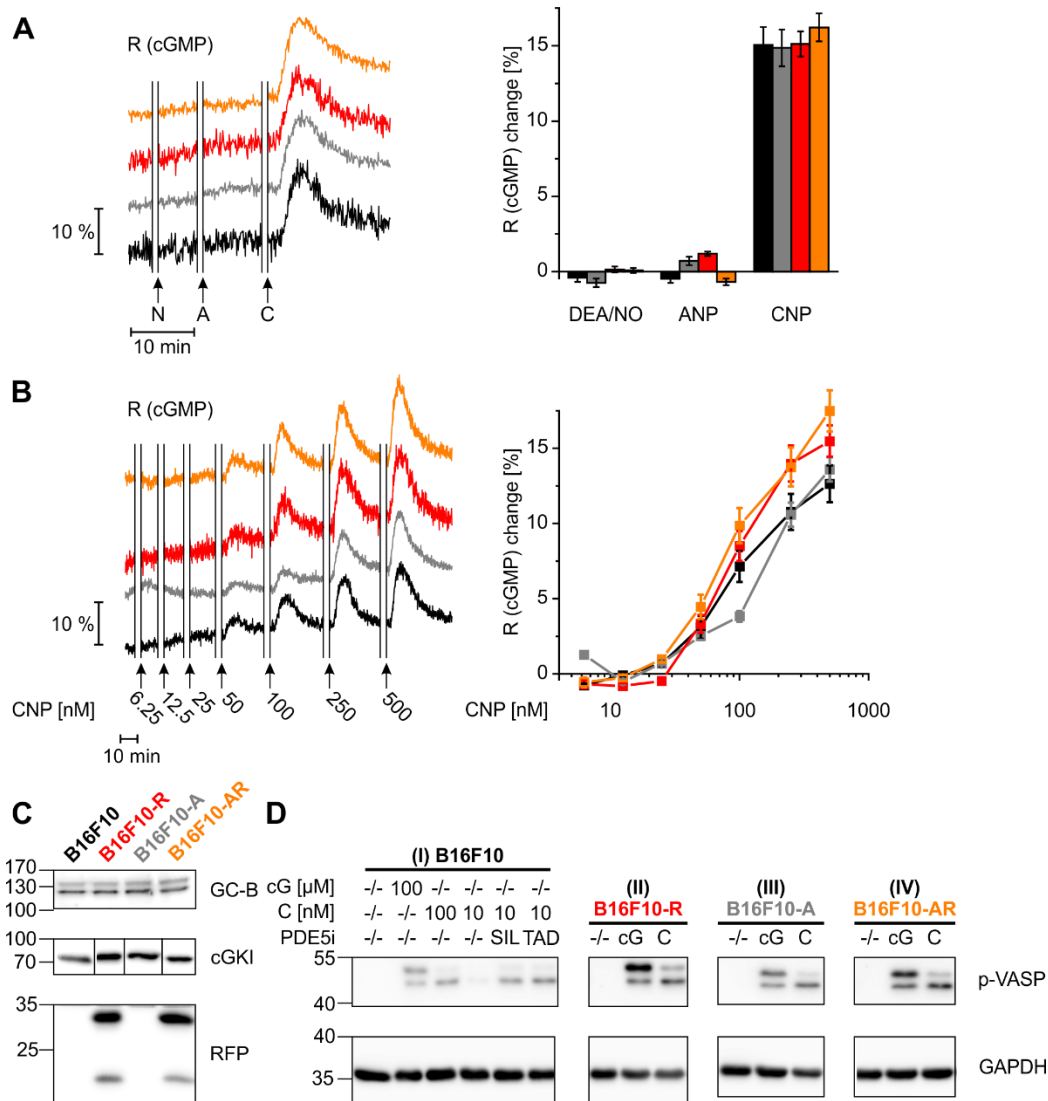 A
R (cGMP)
10 %
N A C
10 min
R (cGMP) change [%]
15
10
5
0
DEA/NO ANP CNP
B
R (cGMP)
10 %
CNP [nM]
6.25 12.5 25 50 100 250 500
10 min
R (cGMP) change [%]
15
10
5
0
CNP [nM] 10 100 1000
C
B16F10 B16F10-R B16F10-A B16F10-AR
170
130
100
GC-B
100
70
cGKI
35
25
RFP
D
(I) B16F10
cG [µM] -/- 100 -/- -/- -/- -/-
C [nM] -/- -/- 100 10 10 10
PDE5i -/- -/- -/- -/- SIL TAD
(II)
B16F10-R
-/- cG C
(III)
B16F10-A
-/- cG C
(IV)
B16F10-AR
-/- cG C
55
40
p-VASP
40
35
GAPDH